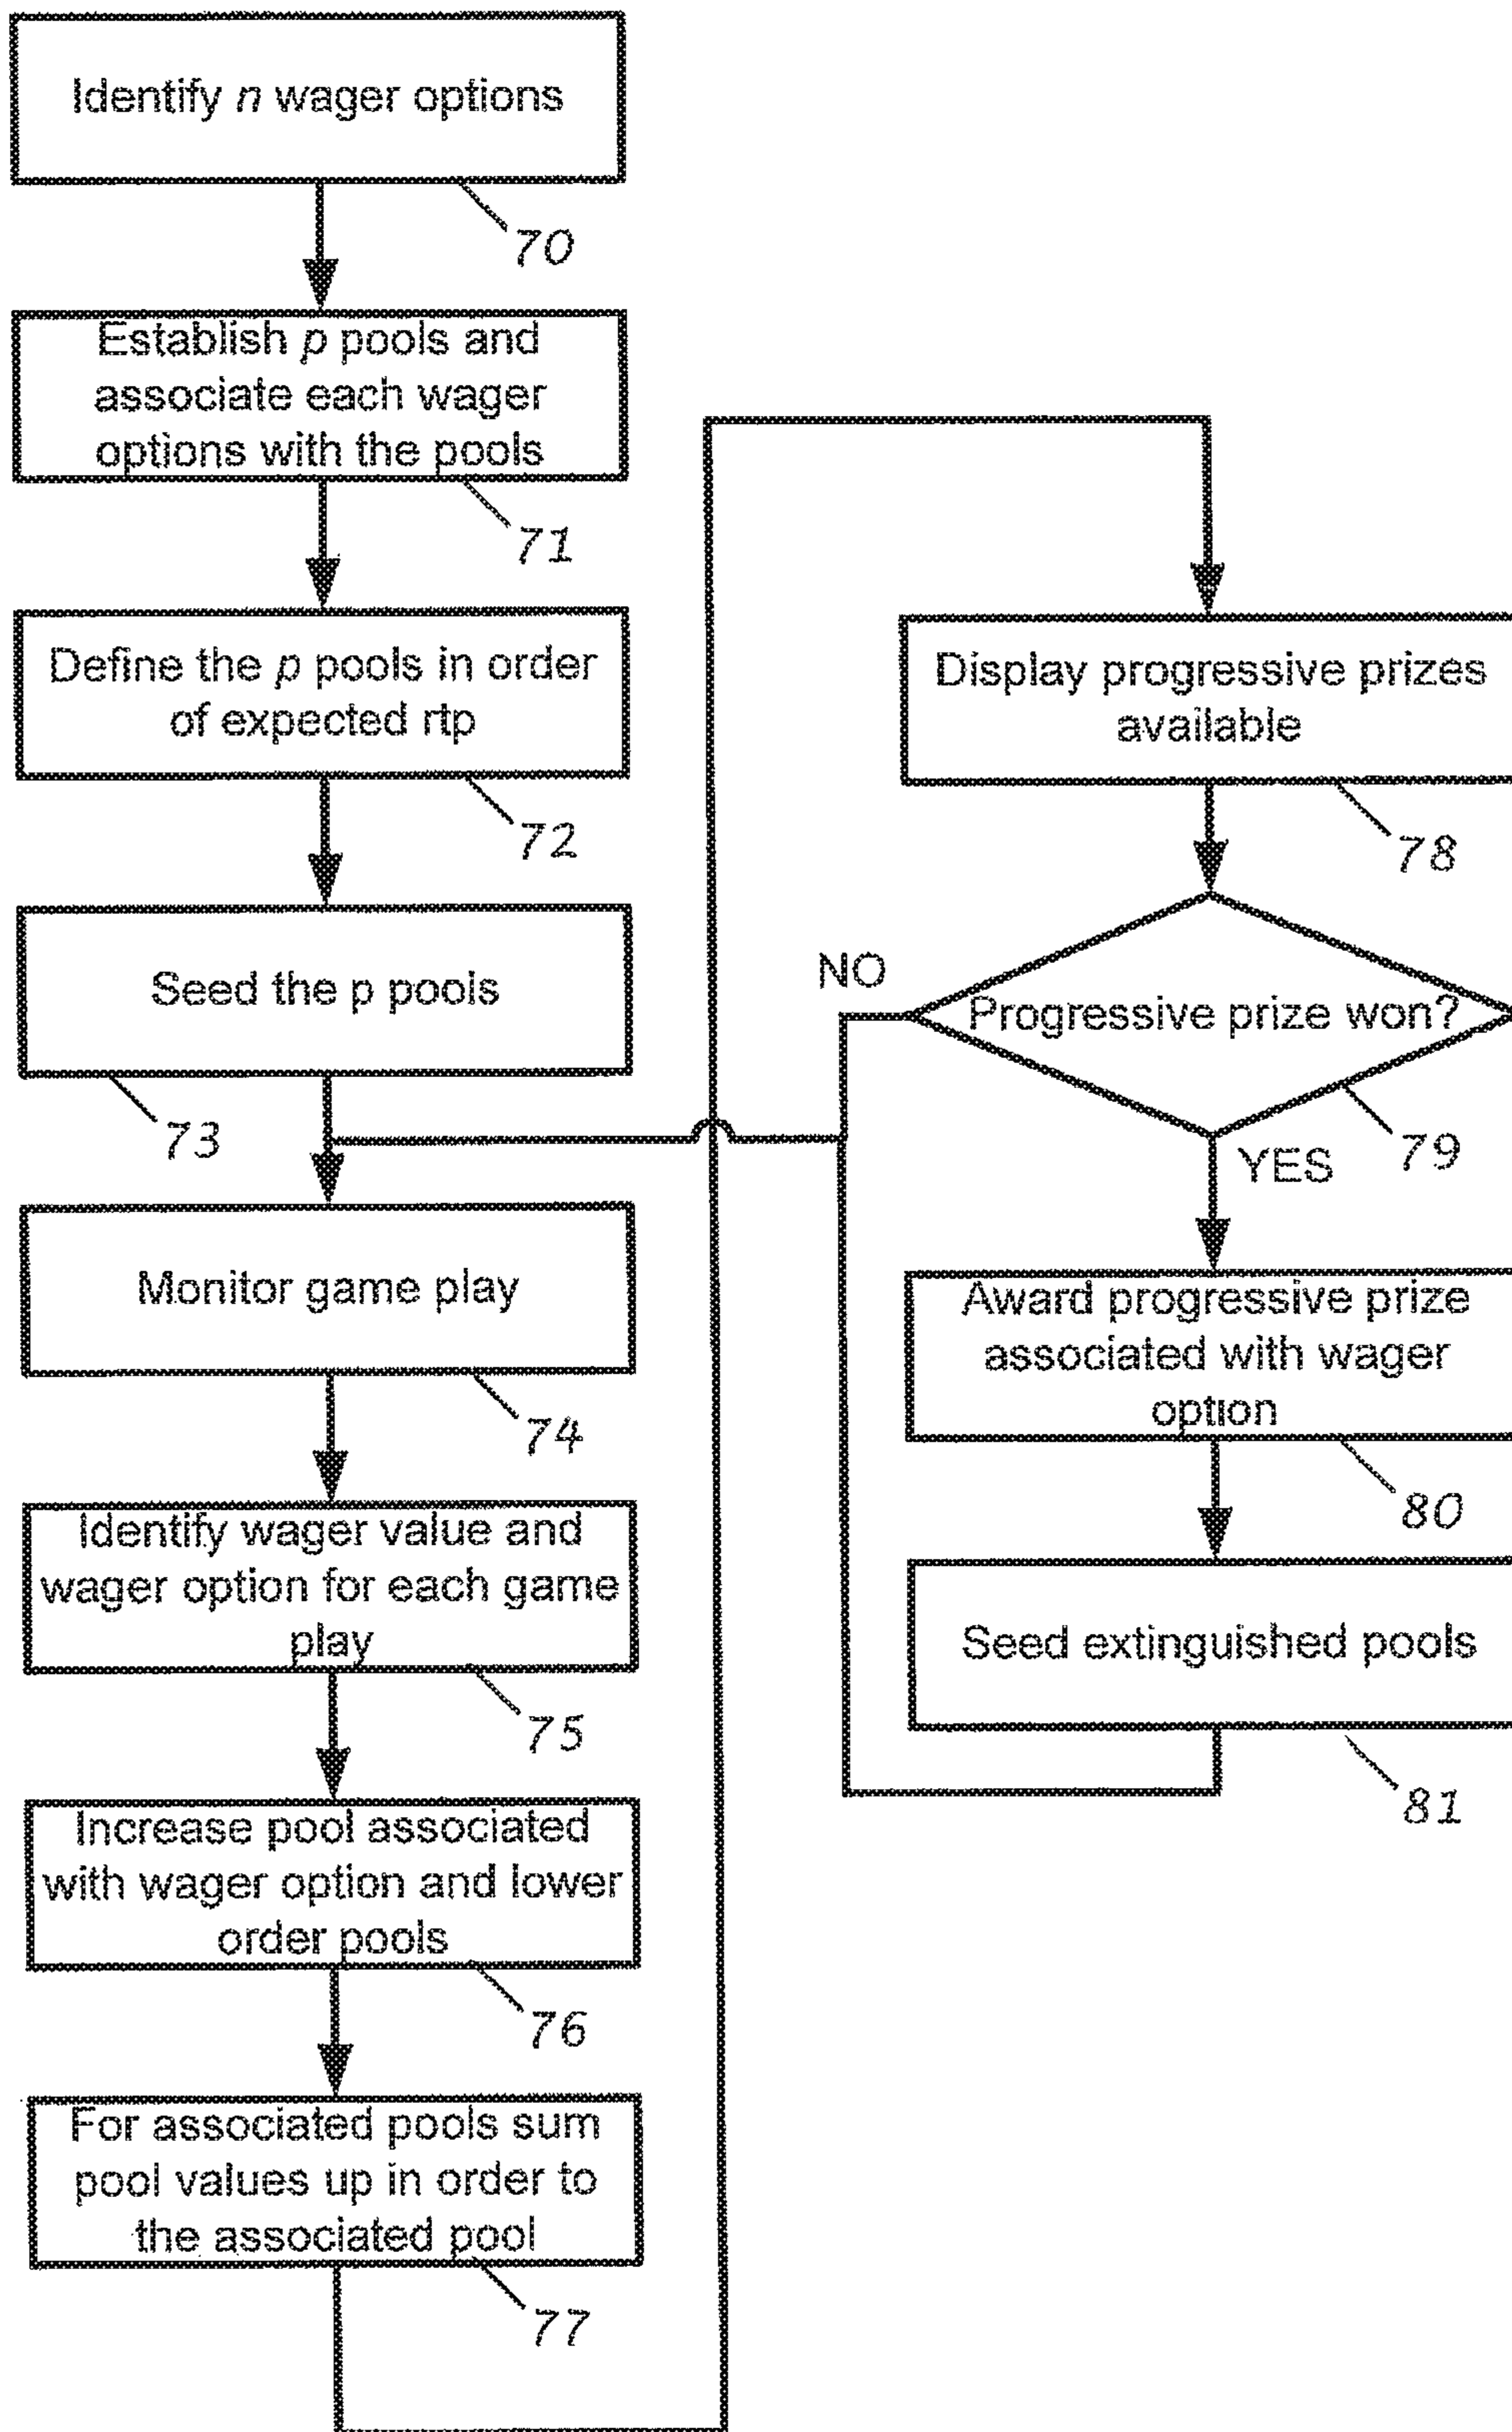 Identify n wager options
70
Establish p pools and
associate each wager
options with the pools
71
Define the p pools in order
of expected rtp
72
Seed the p pools
73
Monitor game play
74
Identify wager value and
wager option for each game
play
75
Increase pool associated
with wager option and lower
order pools
76
For associated pools sum
pool values up in order to
the associated pool
77
Display progressive prizes
available
78
NO
Progressive prize won?
79
YES
Award progressive prize
associated with wager
option
80
Seed extinguished pools
81